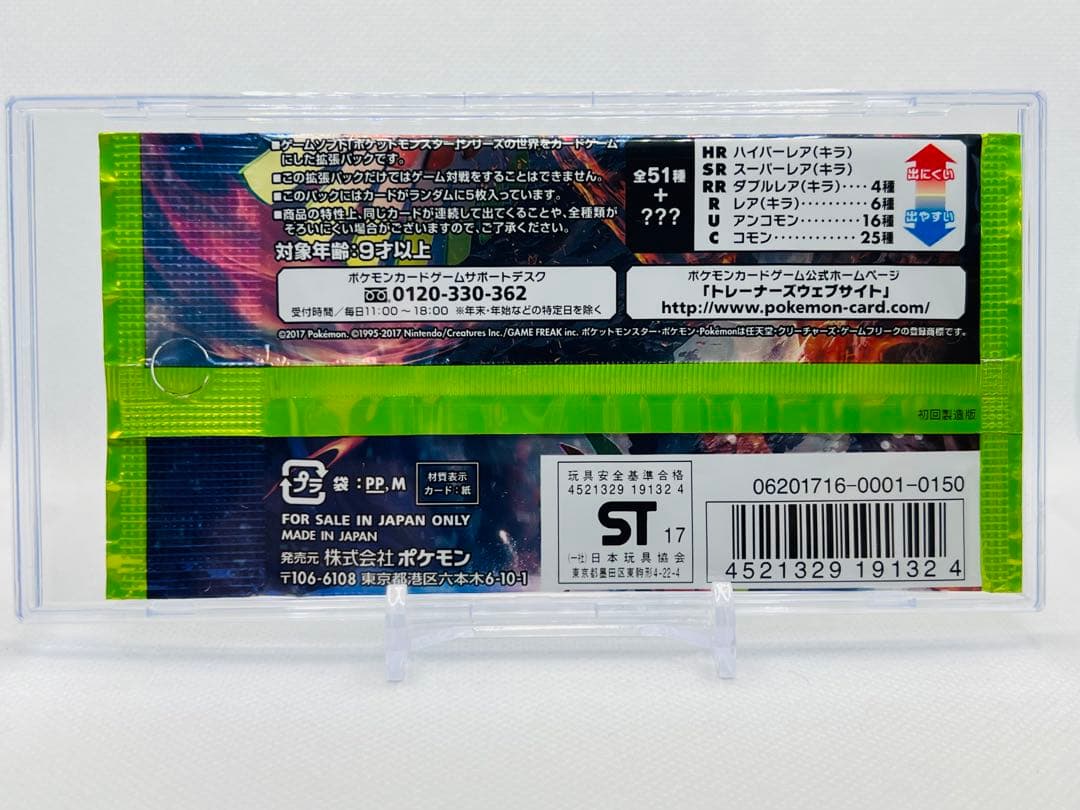 ■ゲームソフト「ポケットモンスター」シリーズの世界をカードゲーム
にした拡張パックです。
■この拡張パックだけではゲーム対戦をすることはできません。
■このパックにはカードがランダムに5枚入っています。
■商品の特性上、同じカードが連続して出てくることや、全種類が
そろいにくい場合がございますので、ご了承ください。
対象年齢:9才以上
全51種
+
???
HR ハイパーレア(キラ)
SR スーパーレア(キラ)
RR ダブルレア(キラ)‥‥4種
R レア(キラ)‥‥‥‥‥6種
U アンコモン‥‥‥‥16種
C コモン‥‥‥‥‥‥25種
出にくい
出やすい
ポケモンカードゲームサポートデスク
0120-330-362
受付時間/毎日11:00~18:00 ※年末・年始などの特定日を除く
ポケモンカードゲーム公式ホームページ
「トレーナーズウェブサイト」
http://www.pokemon-card.com/
©2017 Pokémon. ©1995-2017 Nintendo/Creatures Inc./GAME FREAK inc. ポケットモンスター・ポケモン・Pokémonは任天堂・クリーチャーズ・ゲームフリークの登録商標です。
初回製造版
プラ 袋:PP, M
材質表示
カード:紙
FOR SALE IN JAPAN ONLY
MADE IN JAPAN
発売元 株式会社 ポケモン
〒106-6108 東京都港区六本木6-10-1
玩具安全基準合格
4521329 19132 4
ST 17
(一社)日本玩具協会
東京都墨田区東駒形4-22-4
06201716-0001-0150
4521329 191324